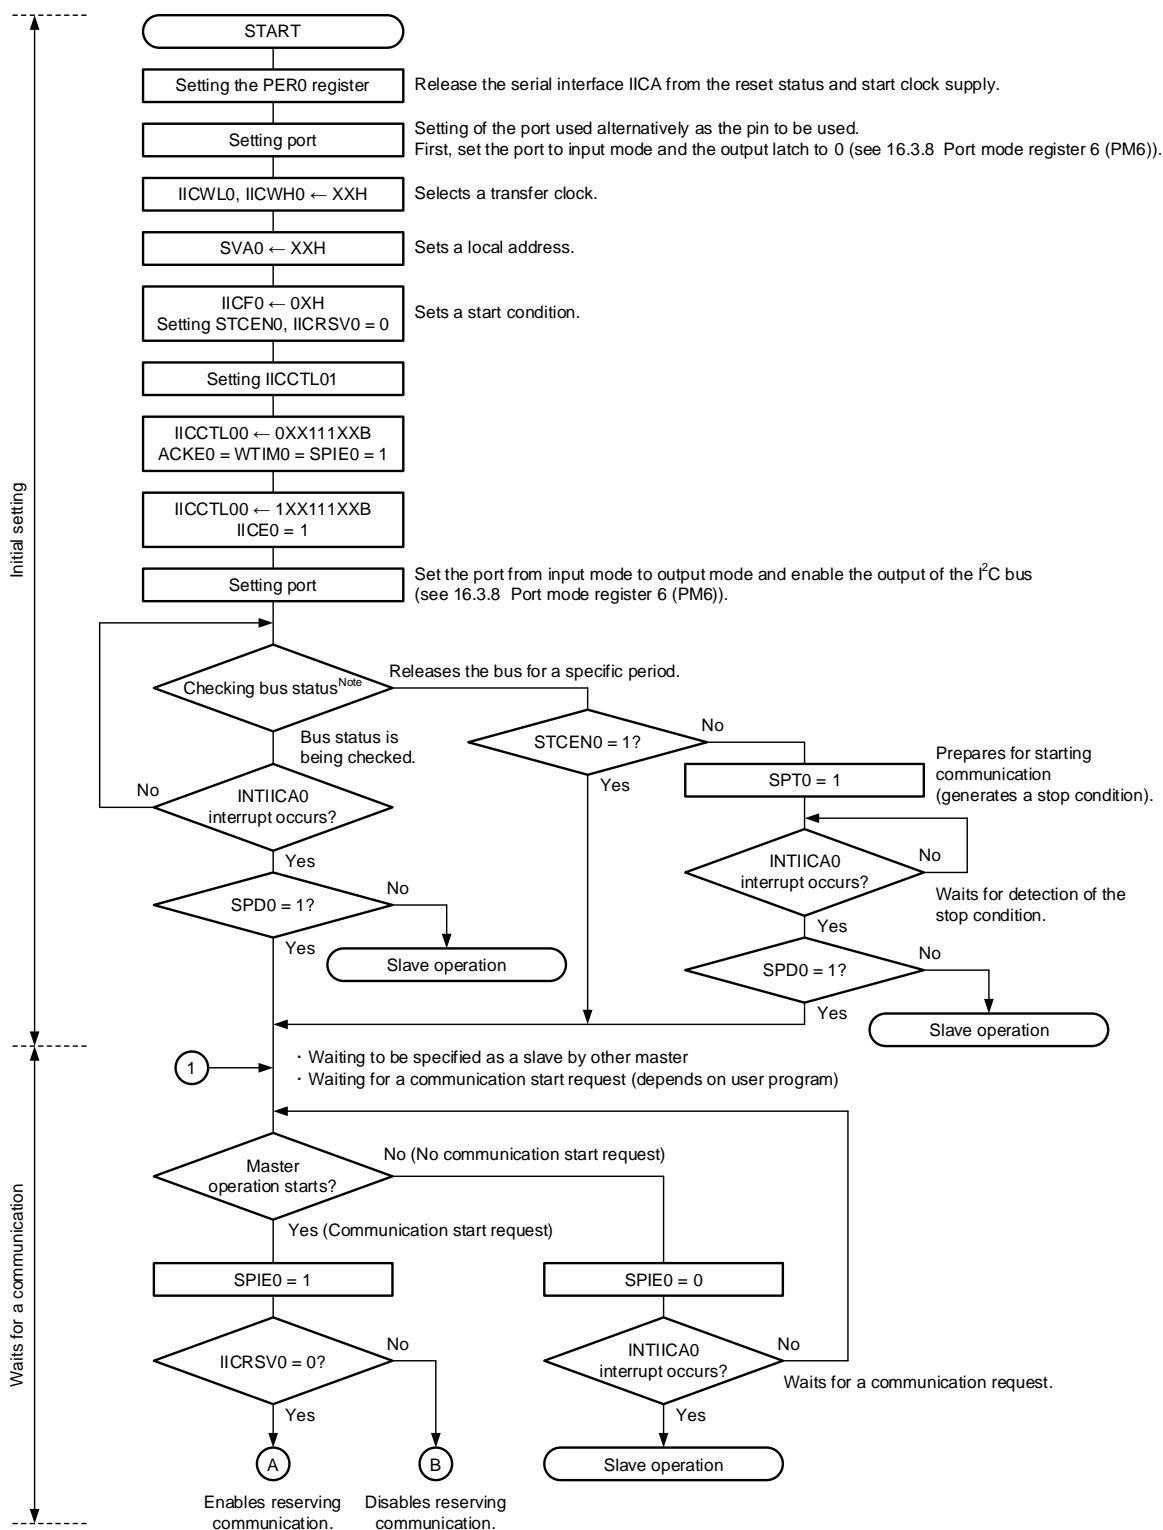 START
Setting the PER0 register
Release the serial interface IICA from the reset status and start clock supply.
Setting port
Setting of the port used alternatively as the pin to be used.
First, set the port to input mode and the output latch to 0 (see 16.3.8 Port mode register 6 (PM6)).
IICWL0, IICWH0 ← XXH
Selects a transfer clock.
SVA0 ← XXH
Sets a local address.
IICF0 ← 0XH
Setting STCEN0, IICRSV0 = 0
Sets a start condition.
Setting IICCTL01
IICCTL00 ← 0XX111XXB
ACKE0 = WTIM0 = SPIE0 = 1
IICCTL00 ← 1XX111XXB
IICE0 = 1
Initial setting
Setting port
Set the port from input mode to output mode and enable the output of the I²C bus
(see 16.3.8 Port mode register 6 (PM6)).
Checking bus status Note
Releases the bus for a specific period.
Bus status is
being checked.
STCEN0 = 1?
No
Yes
SPT0 = 1
Prepares for starting
communication
(generates a stop condition).
No
INTIICA0
interrupt occurs?
Yes
INTIICA0
interrupt occurs?
No
Waits for detection of the
stop condition.
Yes
SPD0 = 1?
No
Yes
Slave operation
SPD0 = 1?
No
Yes
Slave operation
1
· Waiting to be specified as a slave by other master
· Waiting for a communication start request (depends on user program)
Waits for a communication
Master
operation starts?
No (No communication start request)
Yes (Communication start request)
SPIE0 = 1
SPIE0 = 0
IICRSV0 = 0?
No
Yes
INTIICA0
interrupt occurs?
No
Waits for a communication request.
Yes
A
B
Slave operation
Enables reserving
communication.
Disables reserving
communication.